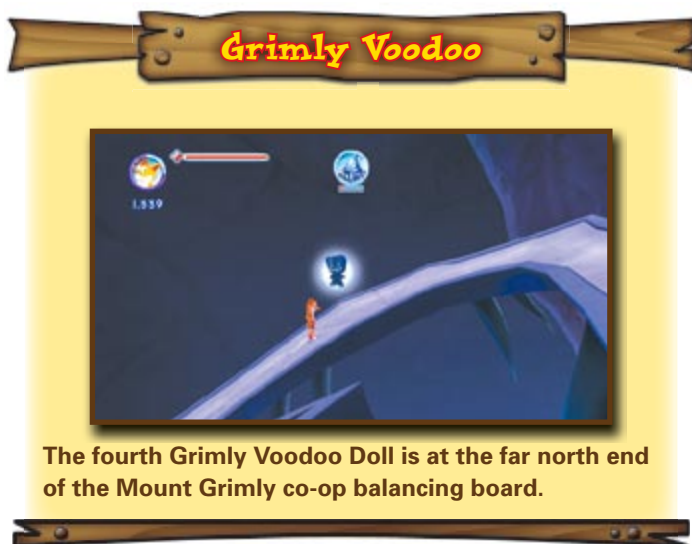 Grimly Voodoo
1,539
The fourth Grimly Voodoo Doll is at the far north end
of the Mount Grimly co-op balancing board.